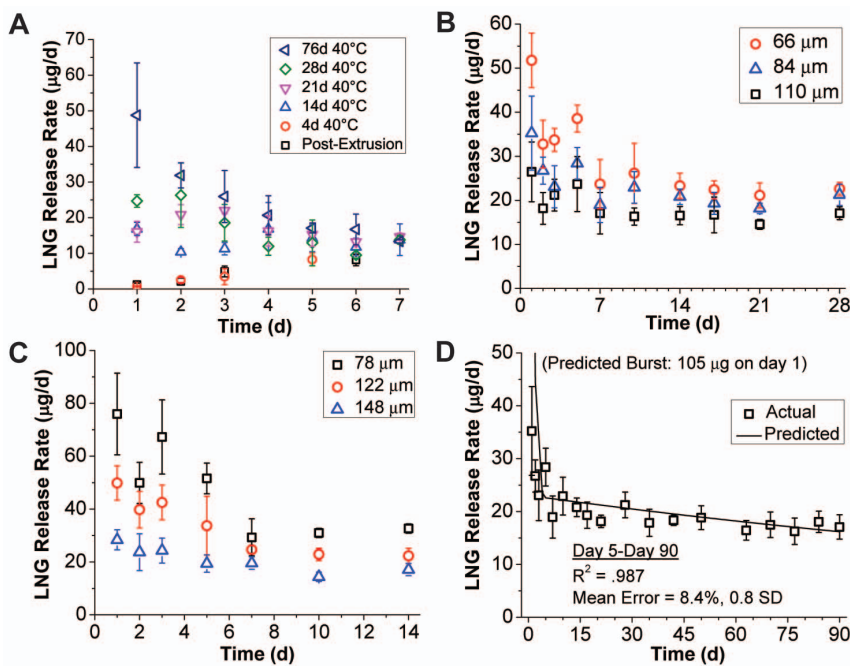 A
LNG Release Rate (µg/d)
70
60
50
40
30
20
10
0
76d 40°C
28d 40°C
21d 40°C
14d 40°C
4d 40°C
Post-Extrusion
0 1 2 3 4 5 6 7
Time (d)
B
LNG Release Rate (µg/d)
60
50
40
30
20
10
0
66 µm
84 µm
110 µm
0 7 14 21 28
Time (d)
C
LNG Release Rate (µg/d)
100
80
60
40
20
0
78 µm
122 µm
148 µm
0 2 4 6 8 10 12 14
Time (d)
D
LNG Release Rate (µg/d)
50
40
30
20
10
0
(Predicted Burst: 105 µg on day 1)
Actual
Predicted
Day 5-Day 90
R² = .987
Mean Error = 8.4%, 0.8 SD
0 15 30 45 60 75 90
Time (d)